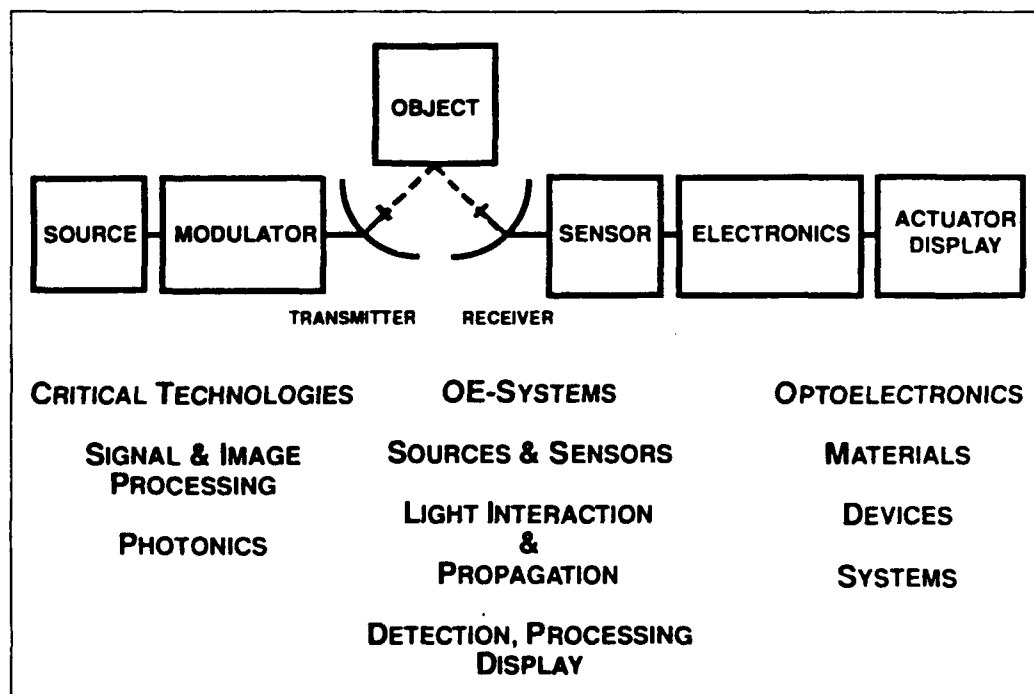 OBJECT
SOURCE
MODULATOR
SENSOR
ELECTRONICS
ACTUATOR
DISPLAY
TRANSMITTER
RECEIVER
CRITICAL TECHNOLOGIES
SIGNAL & IMAGE
PROCESSING
PHOTONICS
OE-SYSTEMS
SOURCES & SENSORS
LIGHT INTERACTION
&
PROPAGATION
DETECTION, PROCESSING
DISPLAY
OPTOELECTRONICS
MATERIALS
DEVICES
SYSTEMS